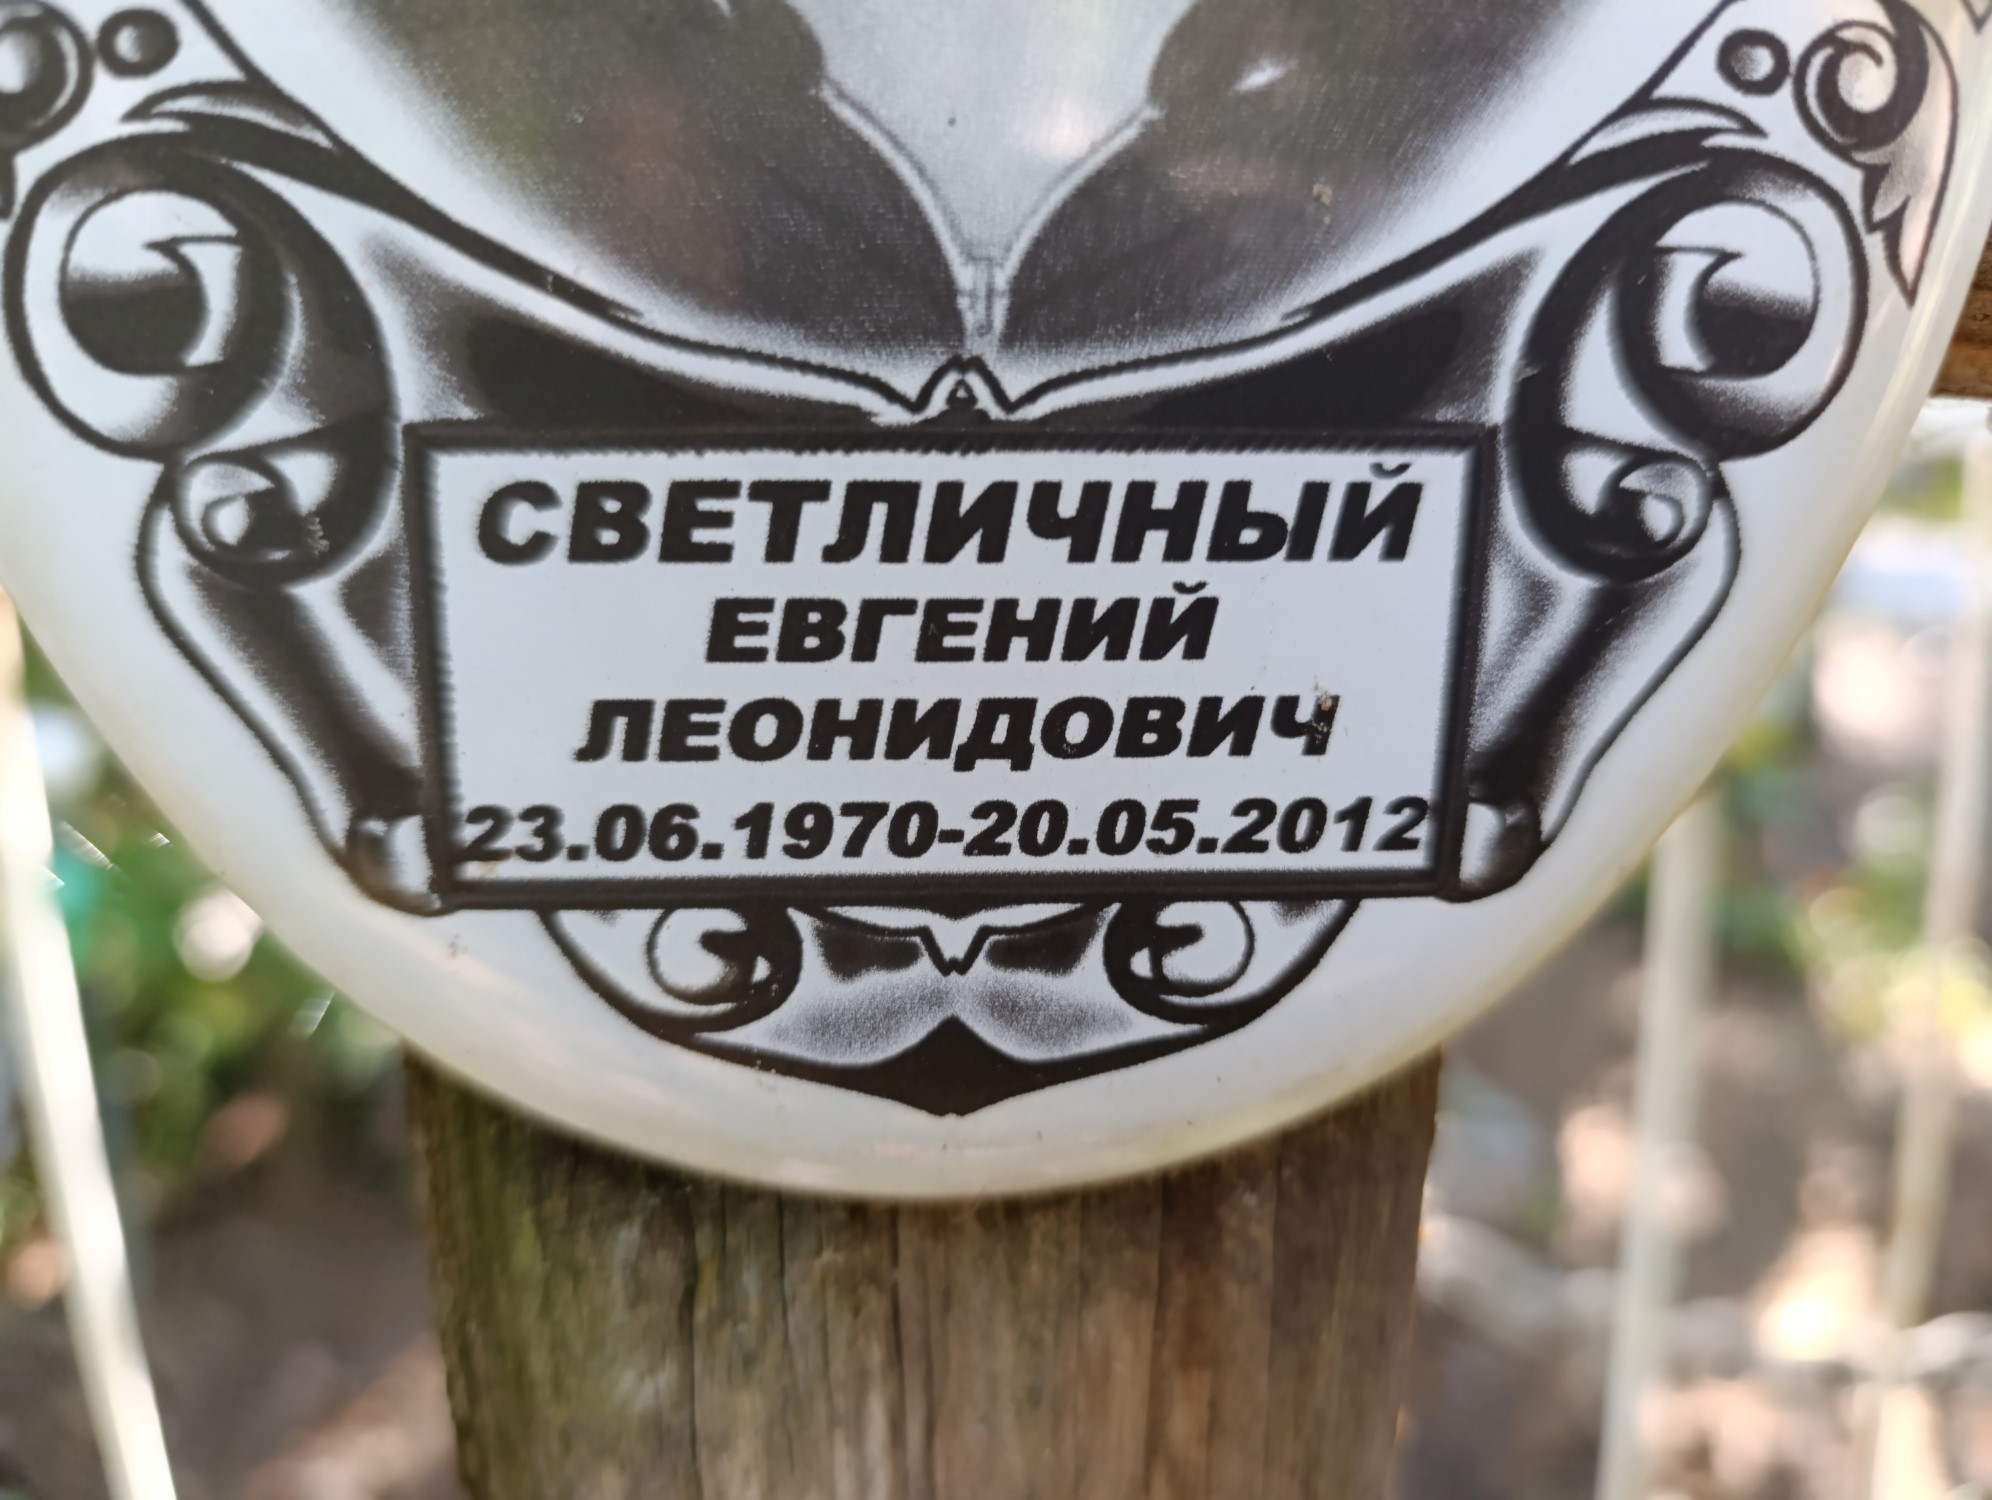 СВЕТЛИЧНЫЙ
ЕВГЕНИЙ
ЛЕОНИДОВИЧ
23.06.1970-20.05.2012